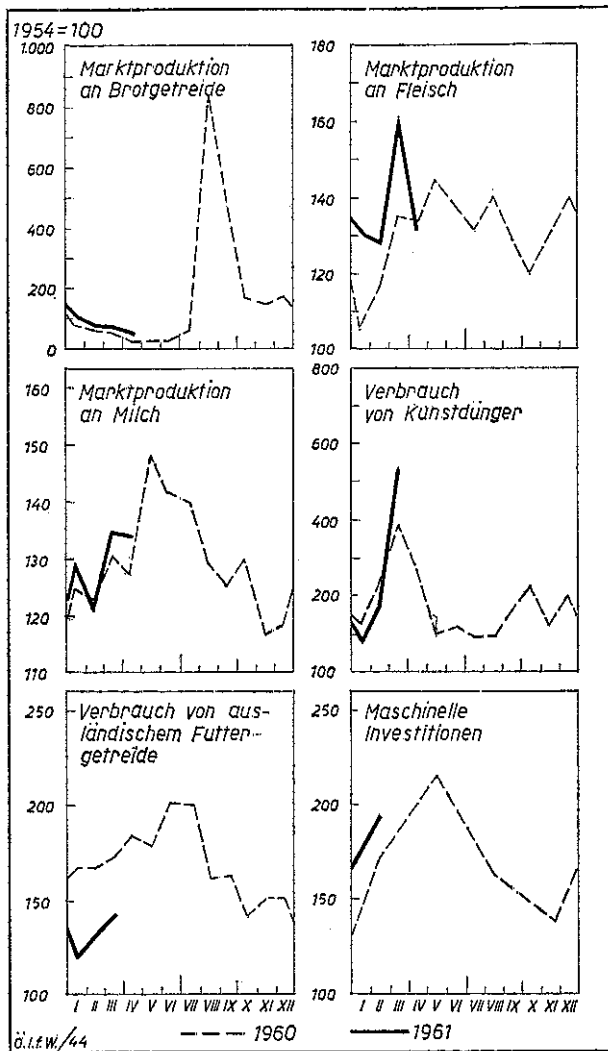 1954=100
Marktproduktion
an Brotgetreide
1.000
800
600
400
200
0
Marktproduktion
an Fleisch
180
160
140
120
100
Marktproduktion
an Milch
160
150
140
130
120
110
Verbrauch
von Kunstdünger
800
600
400
200
100
Verbrauch von aus-
ländischem Futter-
getreide
250
200
150
100
I II III IV V VI VII VIII IX X XI XII
Maschinelle
Investitionen
260
200
150
100
I II III IV V VI VII VIII IX X XI XII
Ö.I.f.W./44
1960
1961